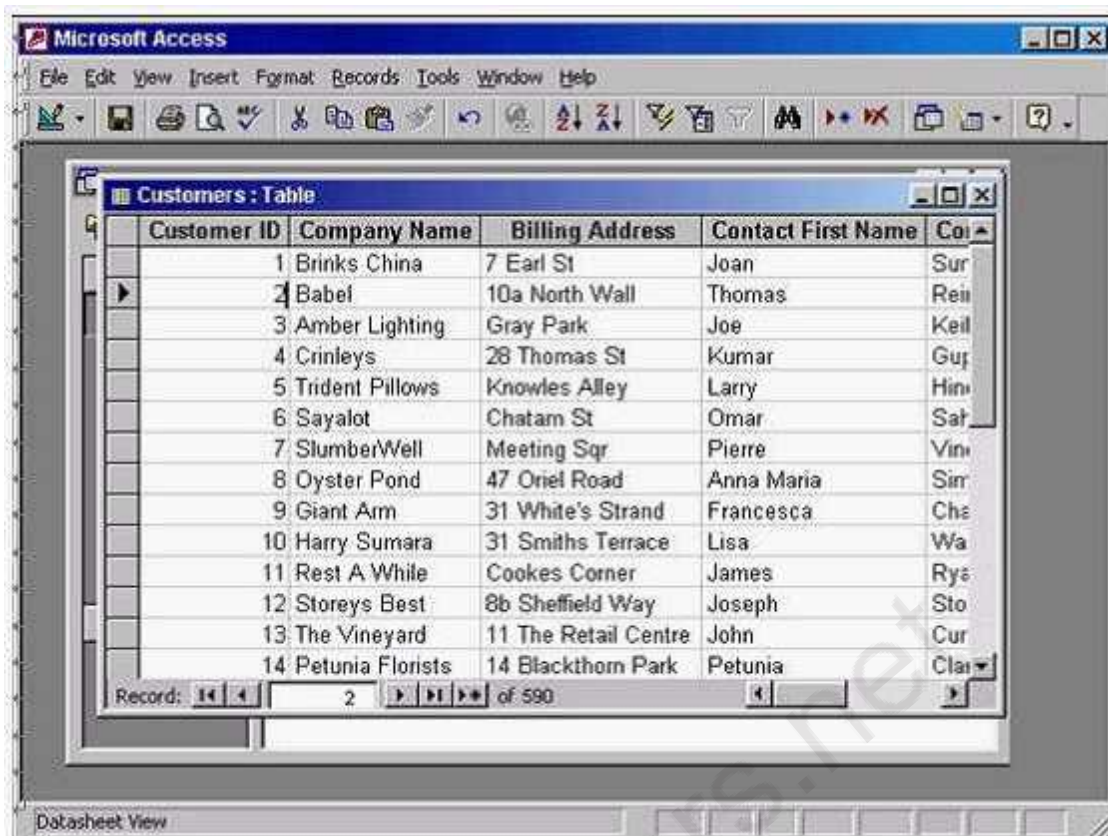 Microsoft Access
File Edit View Insert Format Records Tools Window Help
Customers : Table
Customer ID Company Name Billing Address Contact First Name
1 Brinks China 7 Earl St Joan
2 Babel 10a North Wall Thomas
3 Amber Lighting Gray Park Joe
4 Crinleys 28 Thomas St Kumar
5 Trident Pillows Knowles Alley Larry
6 Sayalot Chatam St Omar
7 SlumberWell Meeting Sqr Pierre
8 Oyster Pond 47 Oriel Road Anna Maria
9 Giant Arm 31 White's Strand Francesca
10 Harry Sumara 31 Smiths Terrace Lisa
11 Rest A While Cookes Corner James
12 Storeys Best 8b Sheffield Way Joseph
13 The Vineyard 11 The Retail Centre John
14 Petunia Florists 14 Blackthorn Park Petunia
Record: 2 of 590
Datasheet View